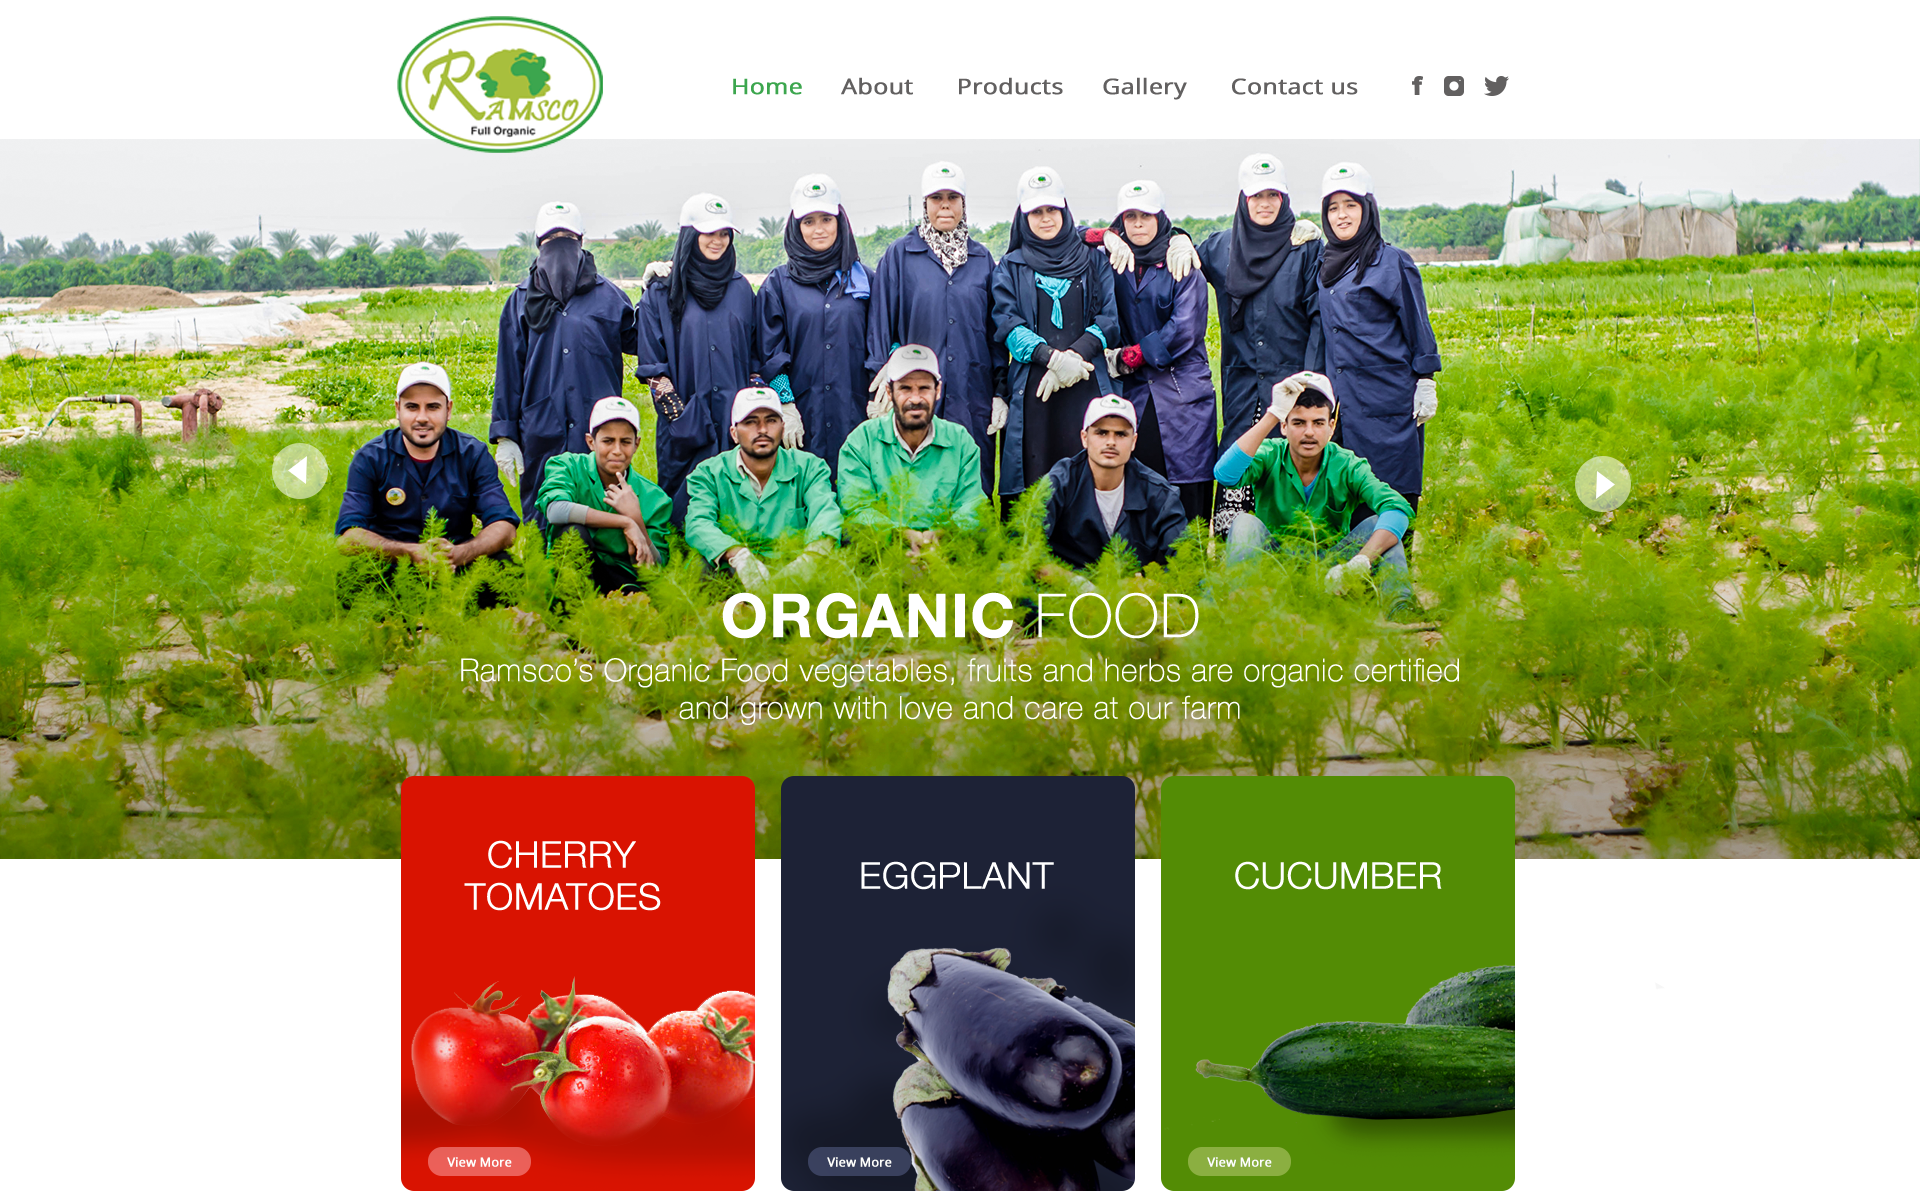 RAMSCO
Full Organic
Home About Products Gallery Contact us
ORGANIC FOOD
Ramsco's Organic Food vegetables, fruits and herbs are organic certified
and grown with love and care at our farm
CHERRY
TOMATOES
EGGPLANT
CUCUMBER
View More
View More
View More